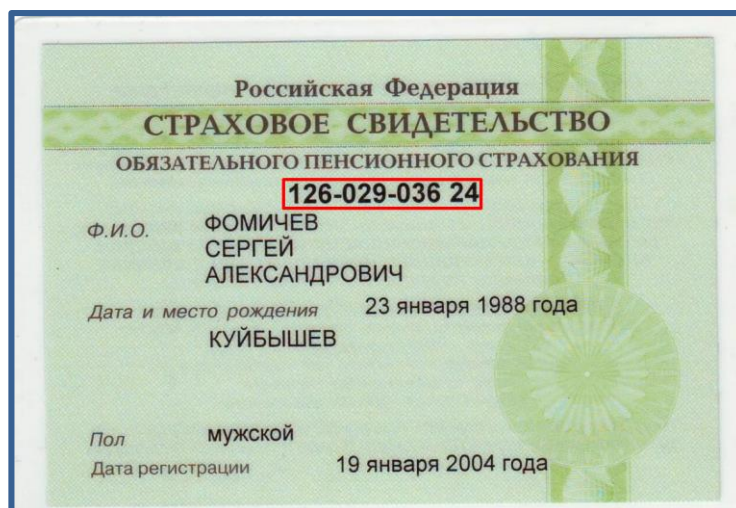 Российская Федерация
СТРАХОВОЕ СВИДЕТЕЛЬСТВО
ОБЯЗАТЕЛЬНОГО ПЕНСИОННОГО СТРАХОВАНИЯ
126-029-036 24
Ф.И.О. ФОМИЧЕВ
СЕРГЕЙ
АЛЕКСАНДРОВИЧ
Дата и место рождения 23 января 1988 года
КУЙБЫШЕВ
Пол мужской
Дата регистрации 19 января 2004 года